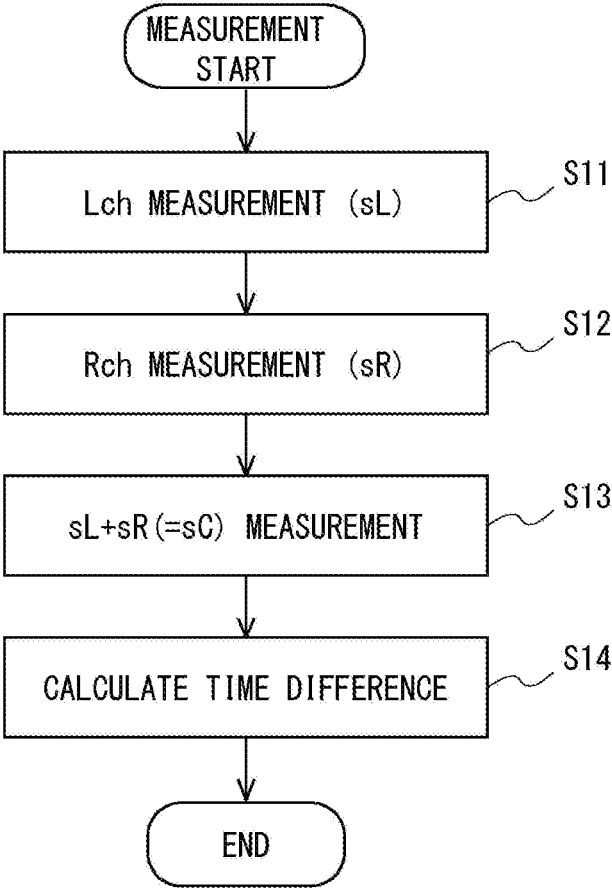 MEASUREMENT
START
Lch MEASUREMENT (sL)
S11
Rch MEASUREMENT (sR)
S12
sL+sR(=sC) MEASUREMENT
S13
CALCULATE TIME DIFFERENCE
S14
END